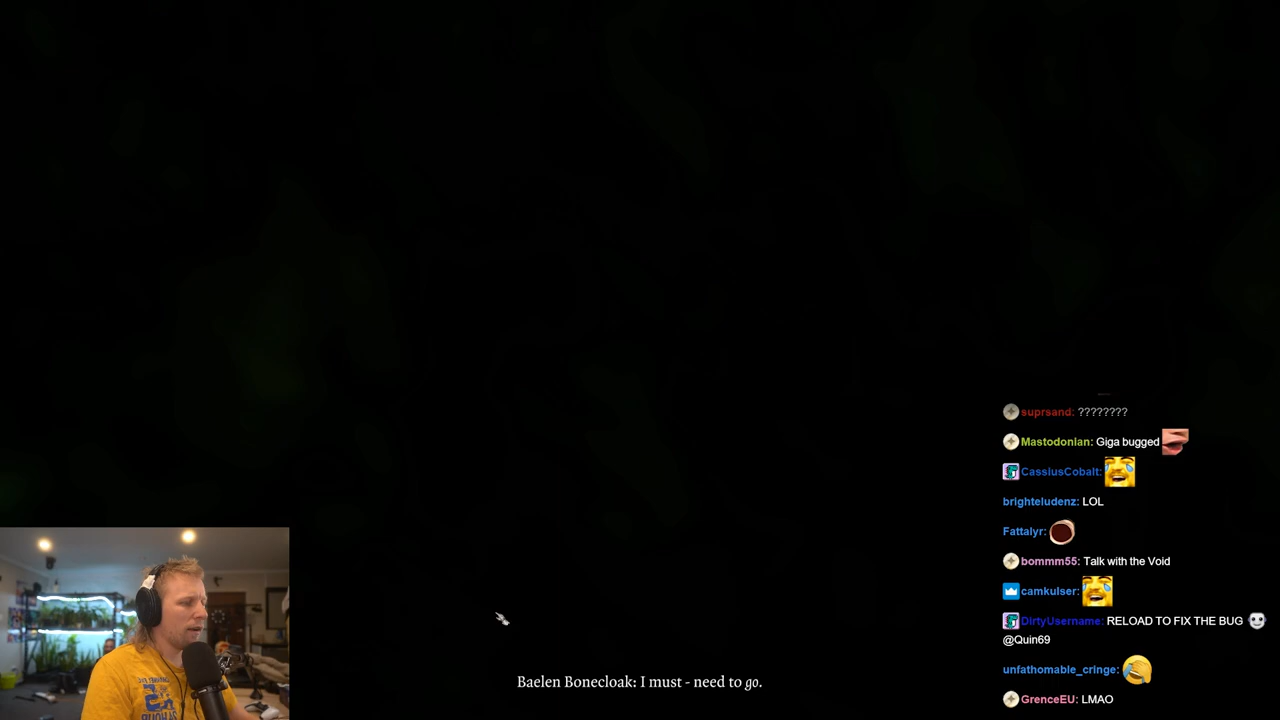 suprsand: ????????
Mastodonian: Giga bugged
CassiusCobalt:
brighteludenz: LOL
Fattalyr:
bommm55: Talk with the Void
camkulser:
DirtyUsername: RELOAD TO FIX THE BUG
@Quin69
unfathomable_cringe:
GrenceEU: LMAO
Baelen Bonecloak: I must - need to go.